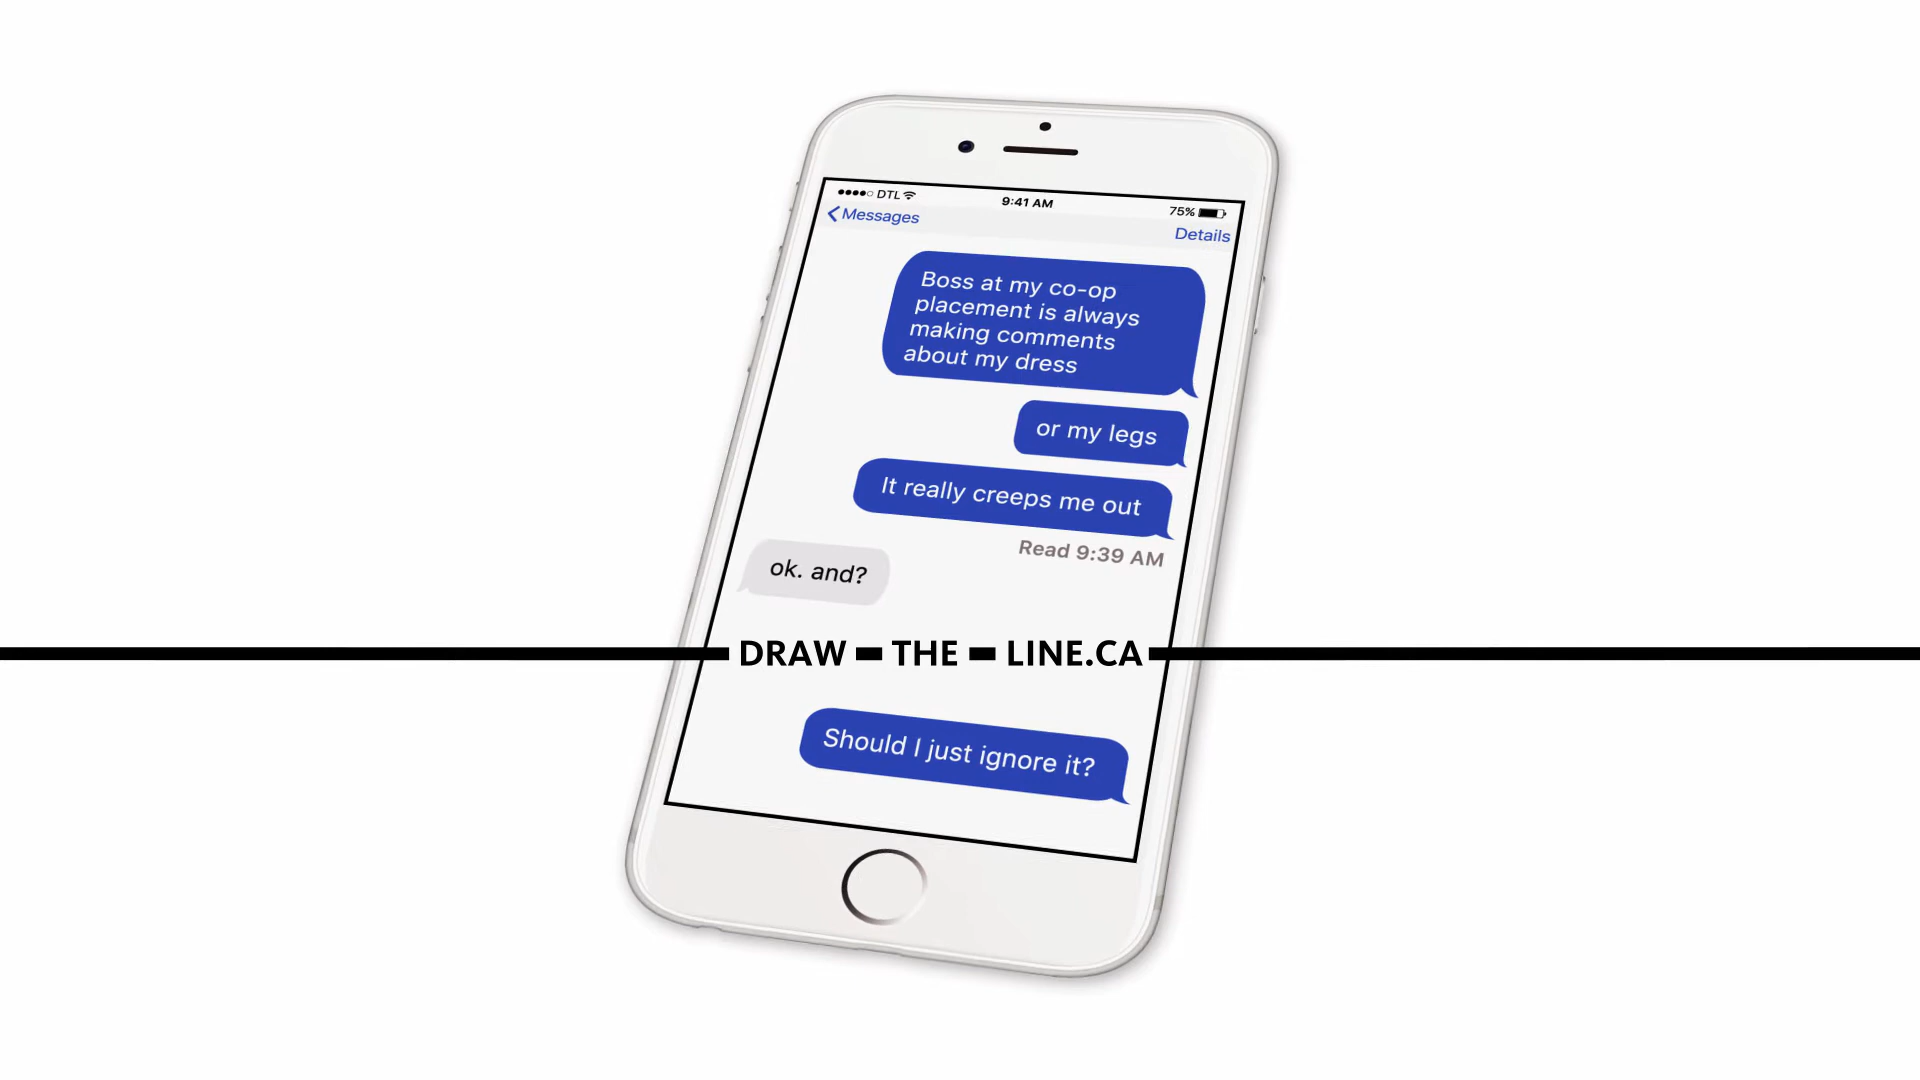 DTL 9:41 AM 75%
Messages Details
Boss at my co-op
placement is always
making comments
about my dress
or my legs
It really creeps me out
Read 9:39 AM
ok. and?
DRAW-THE-LINE.CA
Should I just ignore it?